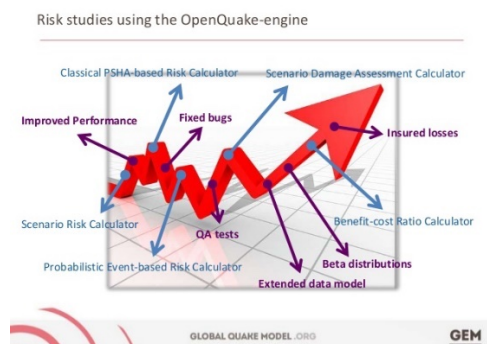 Risk studies using the OpenQuake-engine
Classical PSHA-based Risk Calculator
Scenario Damage Assessment Calculator
Improved Performance
Fixed bugs
Insured losses
Scenario Risk Calculator
QA tests
Benefit-cost Ratio Calculator
Probabilistic Event-based Risk Calculator
Beta distributions
Extended data model
GLOBAL QUAKE MODEL .ORG
GEM